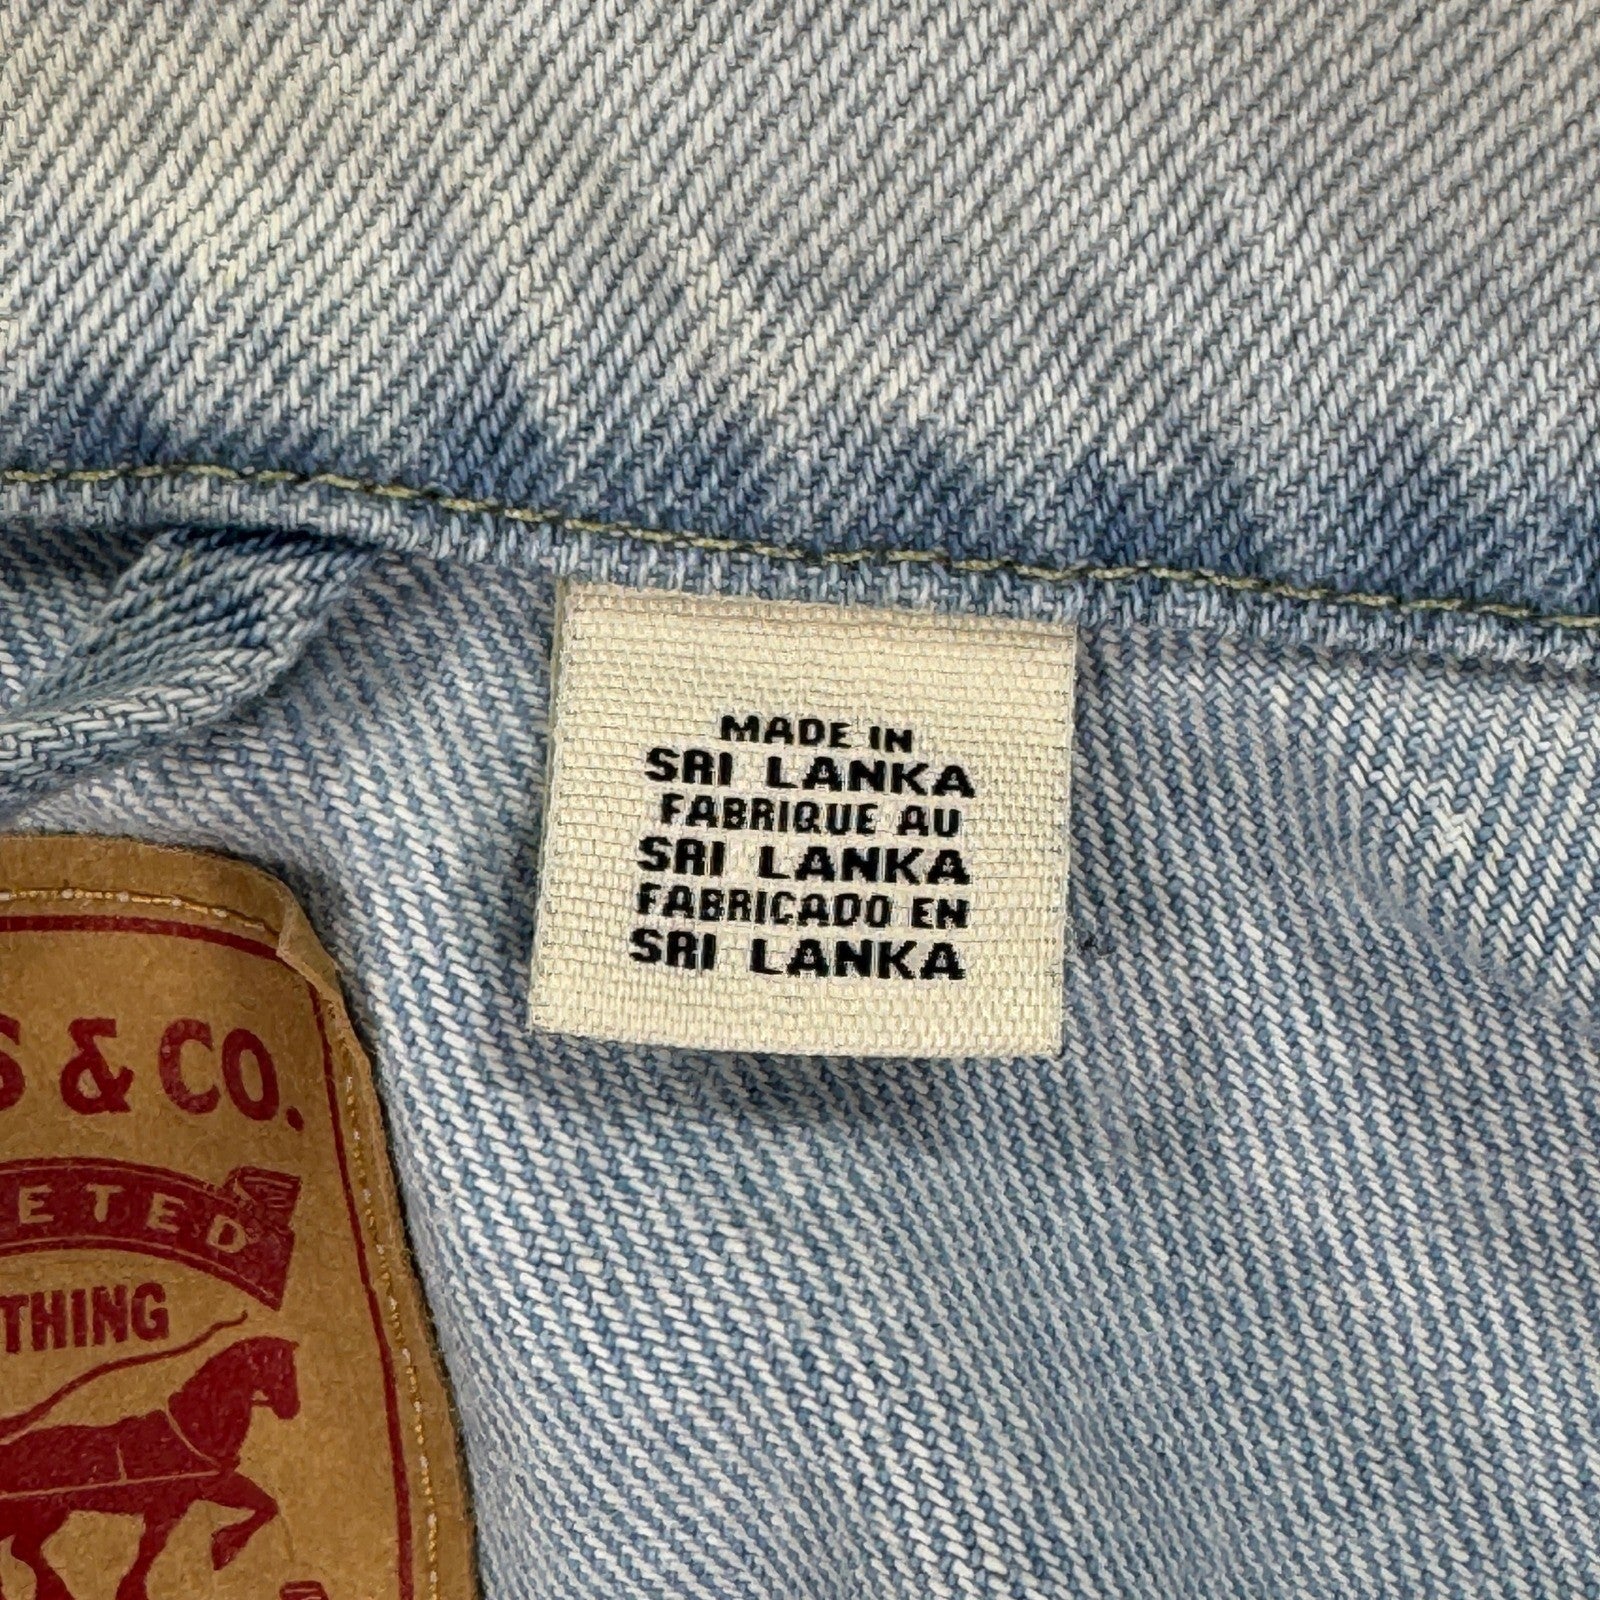 MADE IN
SRI LANKA
FABRIQUE AU
SRI LANKA
FABRICADO EN
SRI LANKA
S & CO.
ETED
THING